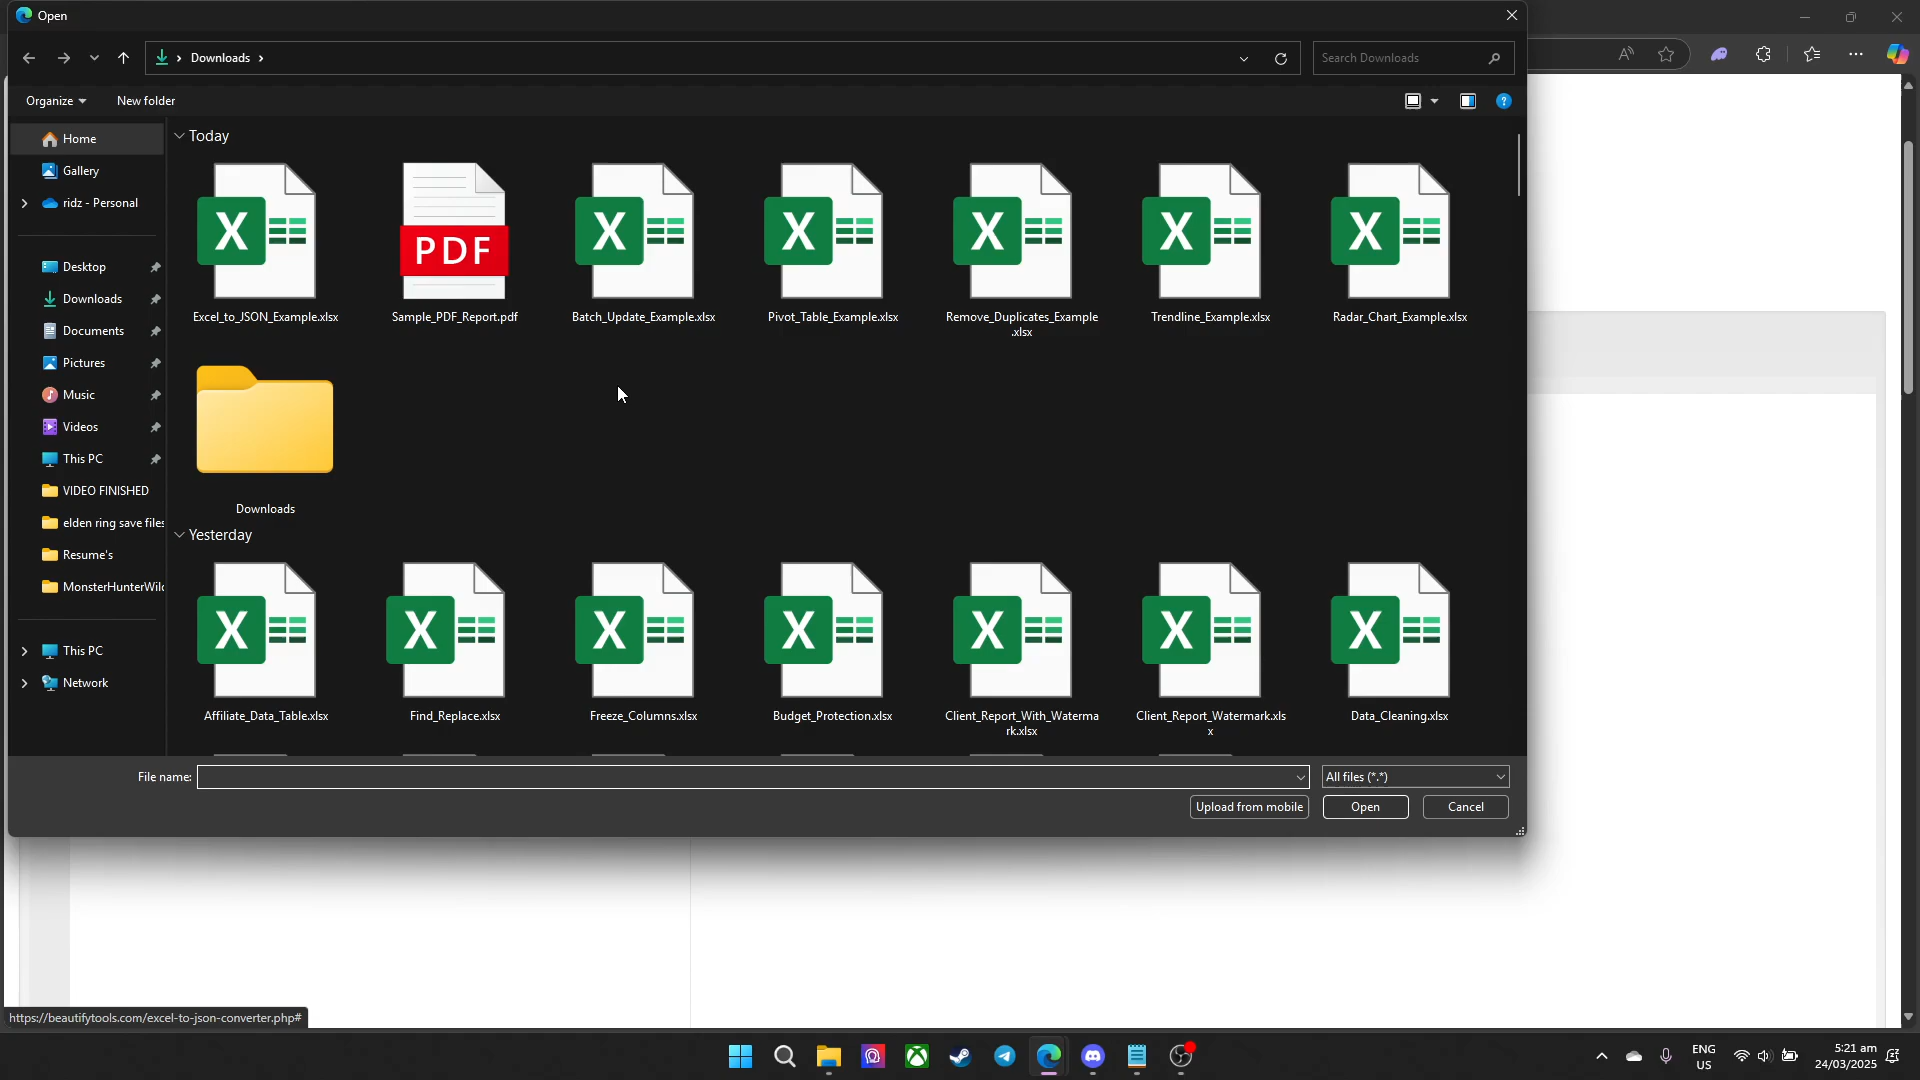 Open
Downloads
Search Downloads
Organize
New folder
Home
Gallery
ridz - Personal
Desktop
Downloads
Documents
Pictures
Music
Videos
This PC
VIDEO FINISHED
elden ring save files
Resume's
MonsterHunterWild
This PC
Network
Today
X
PDF
X
X
X
X
X
Excel_to_JSON_Example.xlsx
Sample_PDF_Report.pdf
Batch_Update_Example.xlsx
Pivot_Table_Example.xlsx
Remove_Duplicates_Example
.xlsx
Trendline_Example.xlsx
Radar_Chart_Example.xlsx
Downloads
Yesterday
X
X
X
X
X
X
X
Affiliate_Data_Table.xlsx
Find_Replace.xlsx
Freeze_Columns.xlsx
Budget_Protection.xlsx
Client_Report_With_Waterma
rk.xlsx
Client_Report_Watermark.xls
x
Data_Cleaning.xlsx
File name:
All files (*.*)
Upload from mobile
Open
Cancel
https://beautifytools.com/excel-to-json-converter.php#
ENG
US
5:21 am
24/03/2025